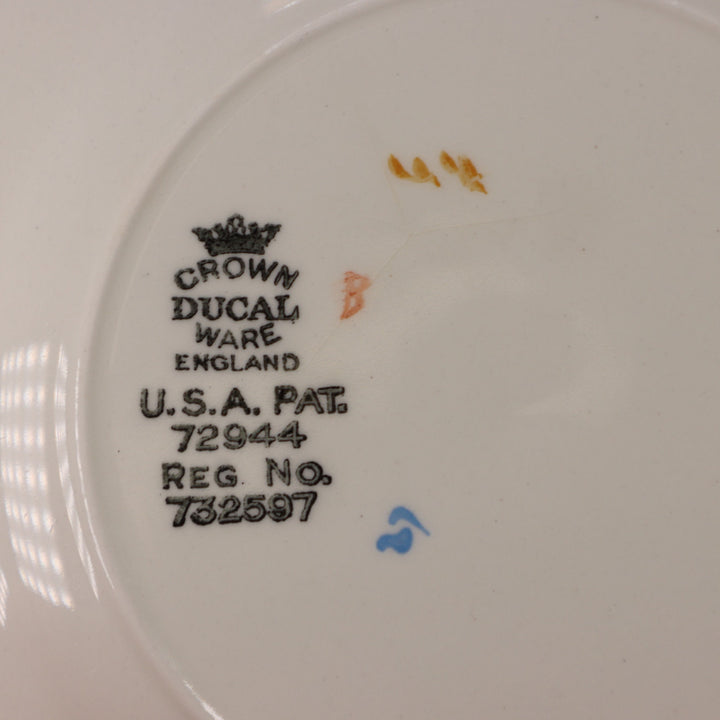 CROWN
DUCAL
WARE
ENGLAND
U.S.A. PAT.
72944
REG. NO.
732597
B